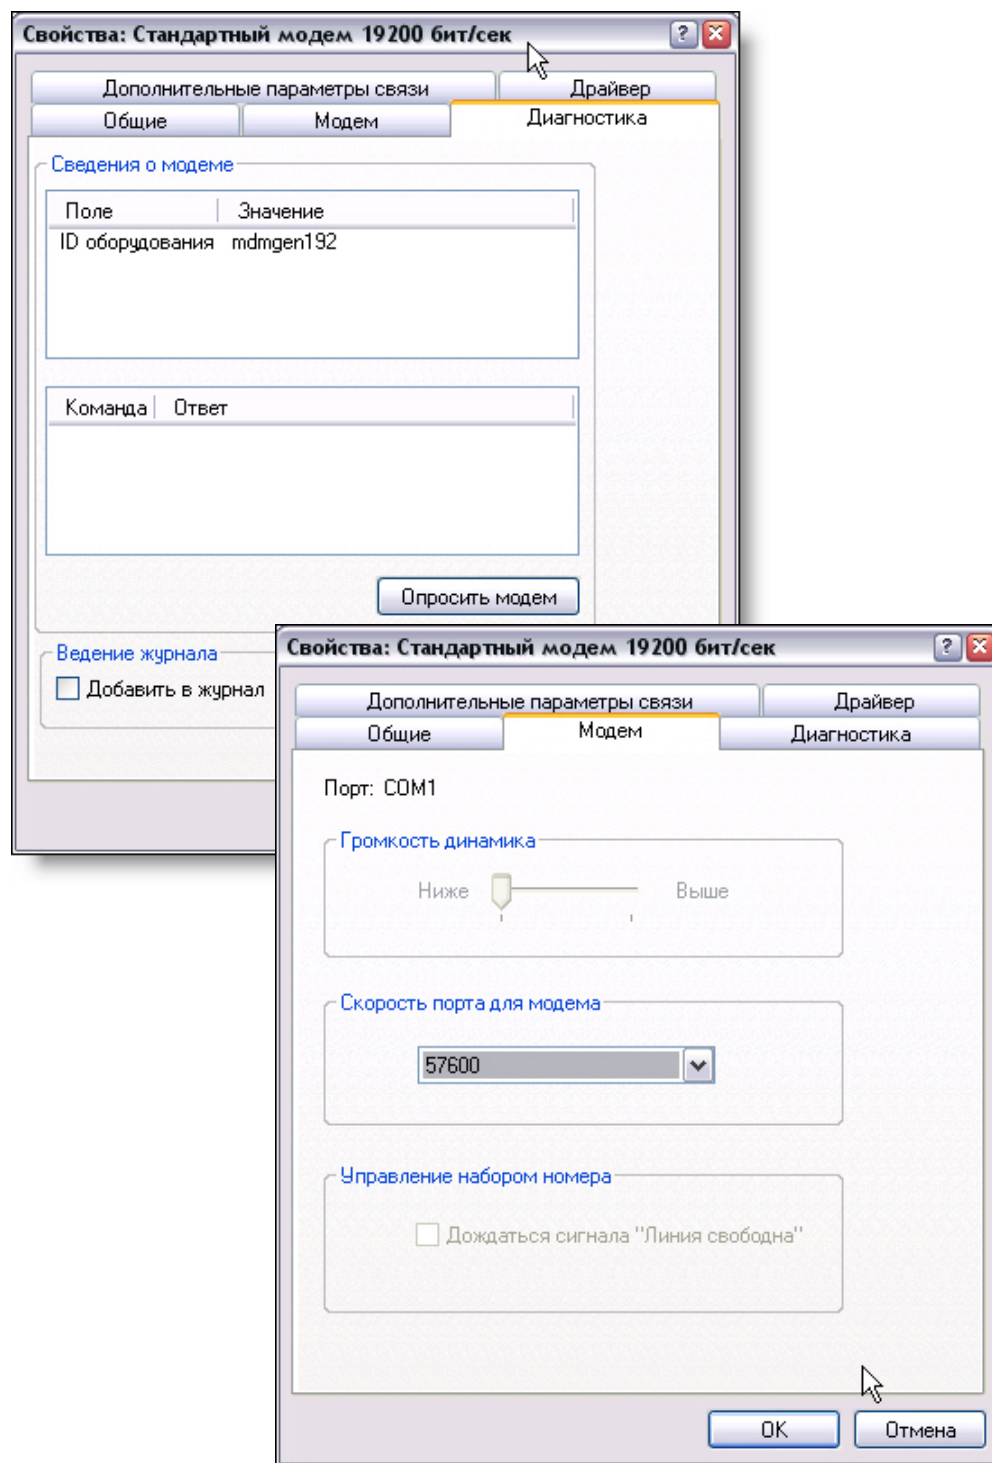 Свойства: Стандартный модем 19200 бит/сек
Дополнительные параметры связи
Драйвер
Общие
Модем
Диагностика
Сведения о модеме
Поле
Значение
ID оборудования mdmgen192
Команда
Ответ
Опросить модем
Ведение журнала
Добавить в журнал
Свойства: Стандартный модем 19200 бит/сек
Дополнительные параметры связи
Драйвер
Общие
Модем
Диагностика
Порт: COM1
Громкость динамика
Ниже
Выше
Скорость порта для модема
57600
Управление набором номера
Дождаться сигнала "Линия свободна"
OK
Отмена